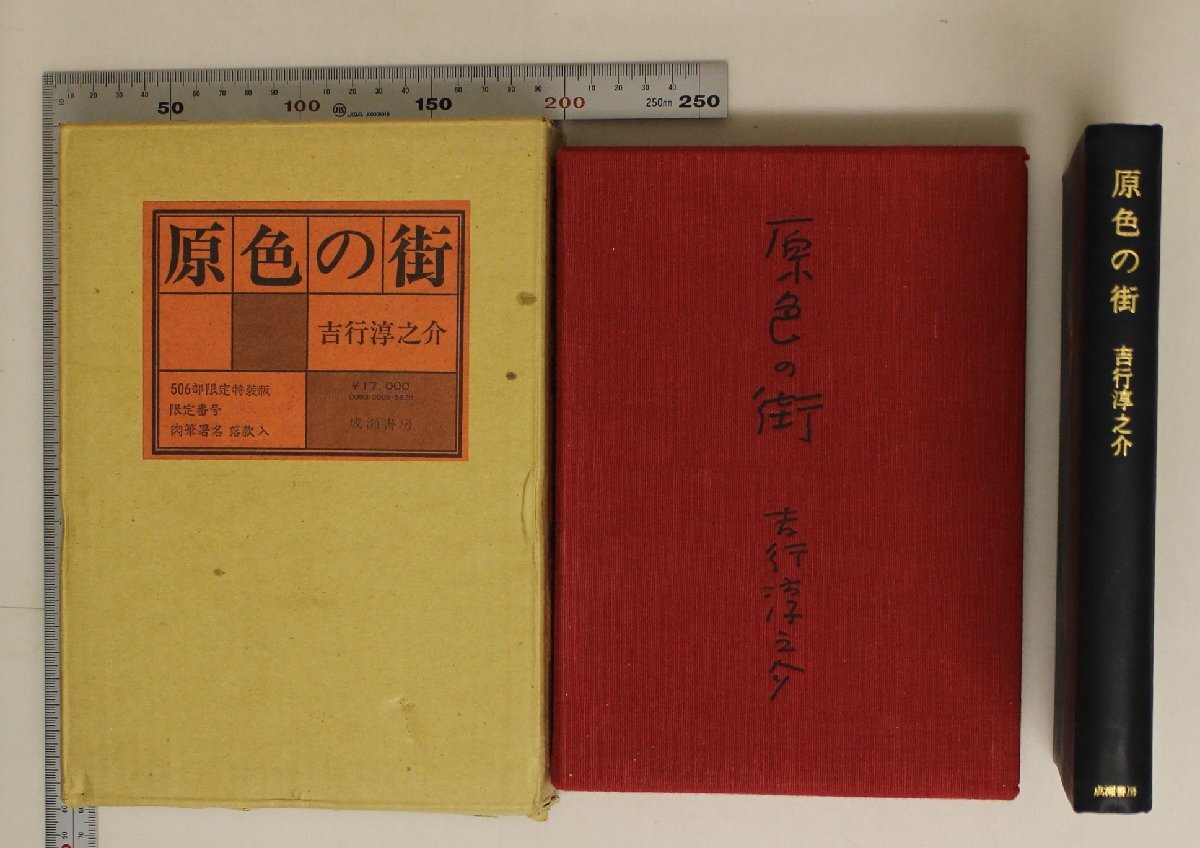 50 100 150 200 250mm 250
JIS JQA
原色の街
吉行淳之介
506部限定特装版
限定番号
肉筆署名 落款入
¥17,000
成瀬書房
原色の街
吉行淳之介
原色の街 吉行淳之介
成瀬書房